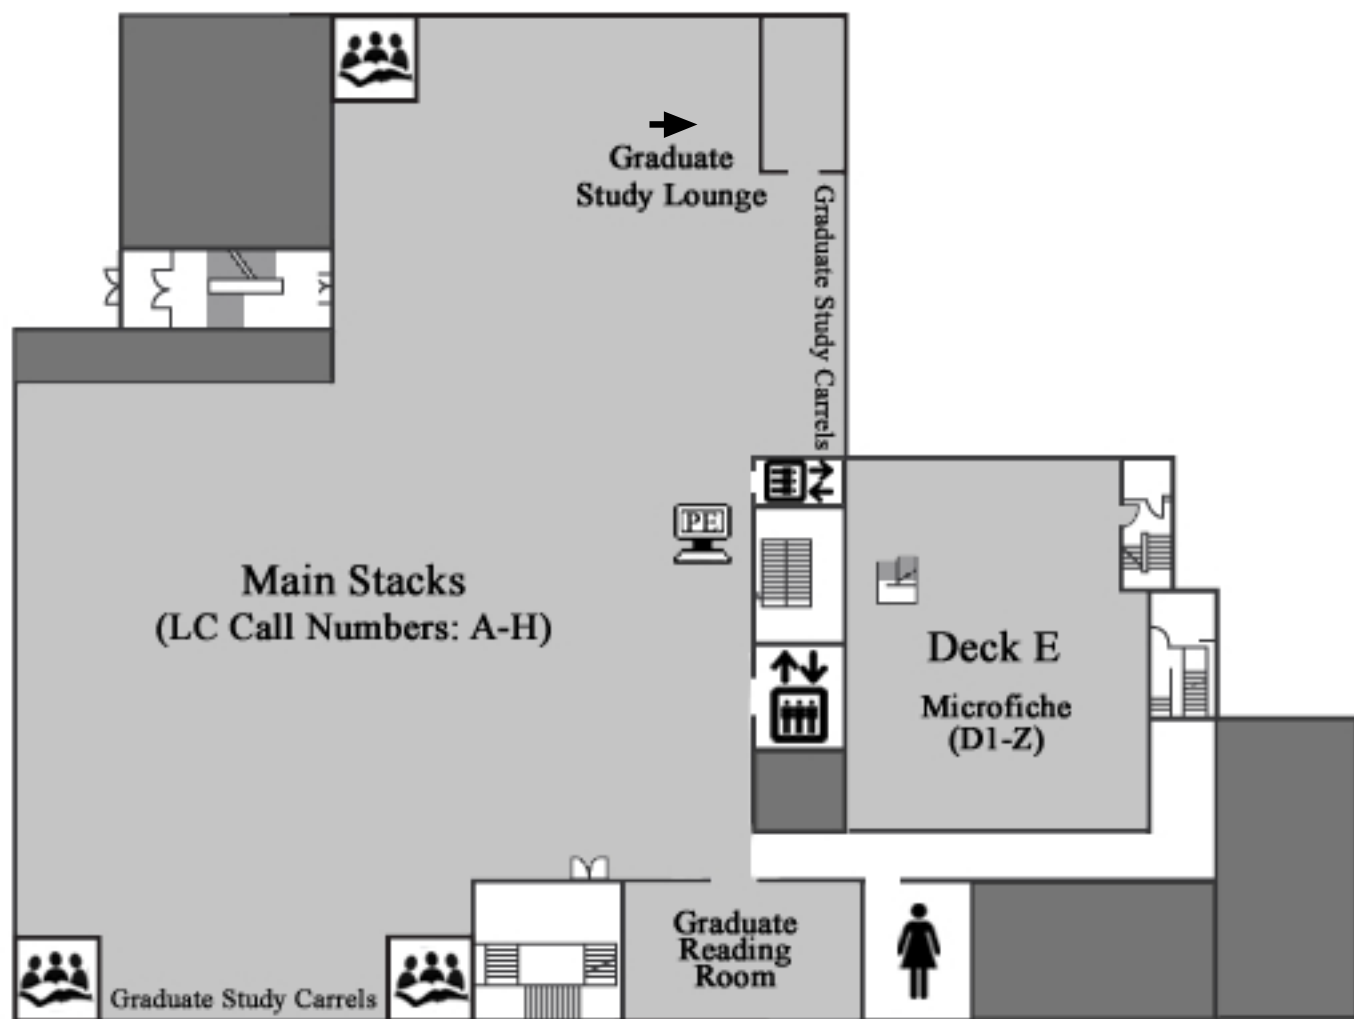 Graduate
Study Lounge
Graduate Study Carrels
PE
Main Stacks
(LC Call Numbers: A-H)
Deck E
Microfiche
(D1-Z)
Graduate
Reading
Room
Graduate Study Carrels